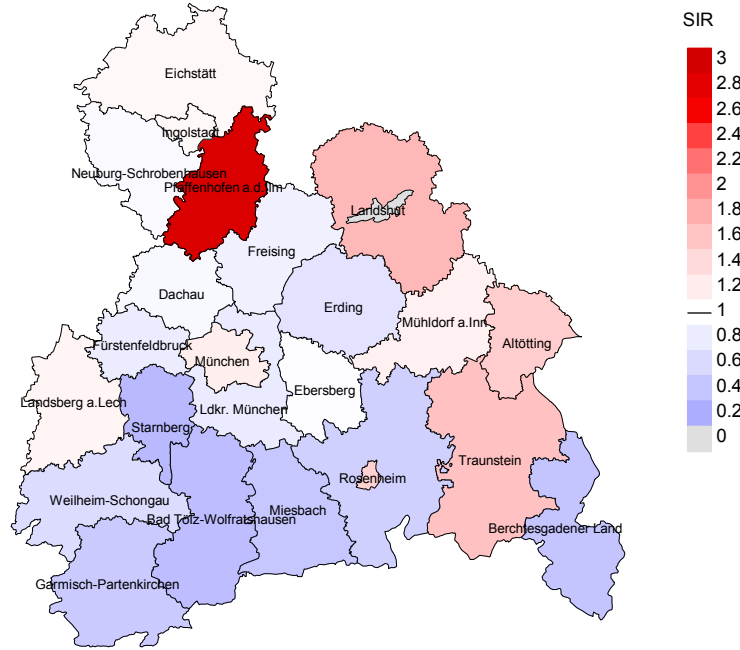 SIR
3
2.8
2.6
2.4
2.2
2
1.8
1.6
1.4
1.2
1
0.8
0.6
0.4
0.2
0
Eichstätt
Ingolstadt
Neuburg-Schrobenhausen
Pfaffenhofen a.d.Ilm
Landshut
Freising
Dachau
Erding
Mühldorf a.Inn
Altötting
Fürstenfeldbruck
München
Ebersberg
Landsberg a.Lech
Ldkr. München
Starnberg
Traunstein
Rosenheim
Weilheim-Schongau
Miesbach
Bad Tölz-Wolfratshausen
Berchtesgadener Land
Garmisch-Partenkirchen